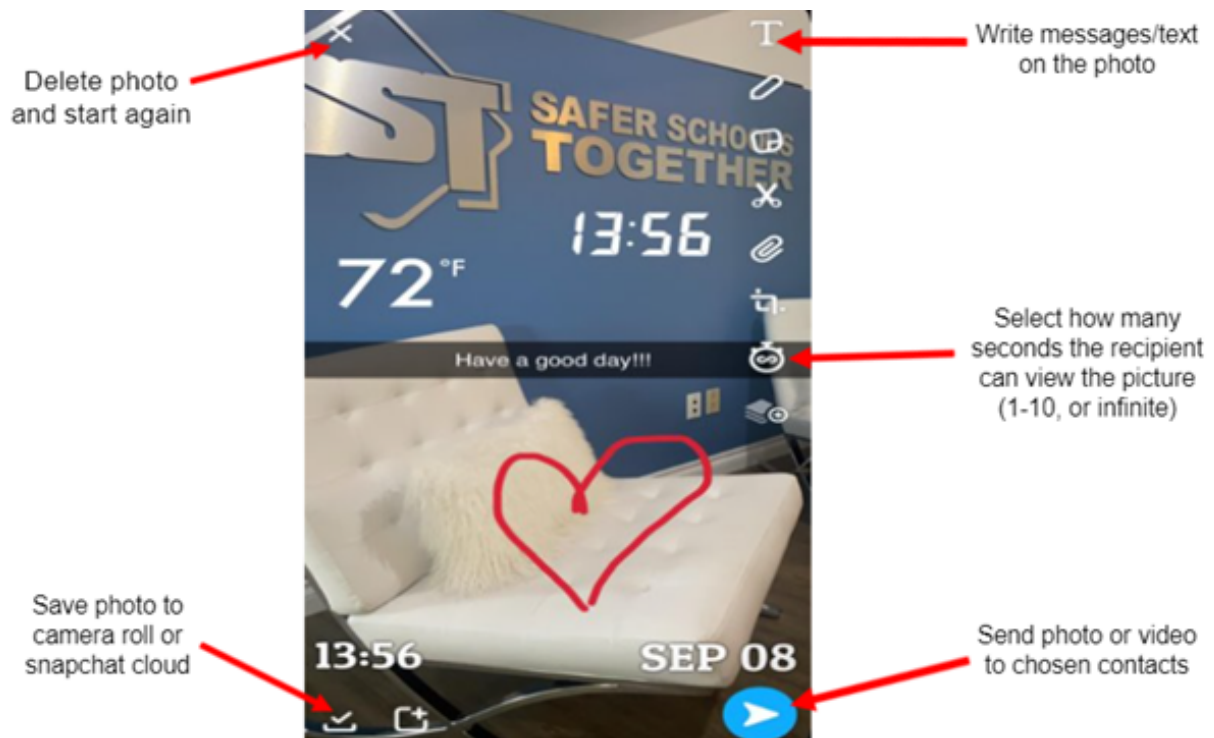 Delete photo
and start again
Write messages/text
on the photo
SST
SAFER SCHOOLS
TOGETHER
13:56
72°F
Have a good day!!!
Select how many
seconds the recipient
can view the picture
(1-10, or infinite)
Save photo to
camera roll or
snapchat cloud
13:56
SEP 08
Send photo or video
to chosen contacts